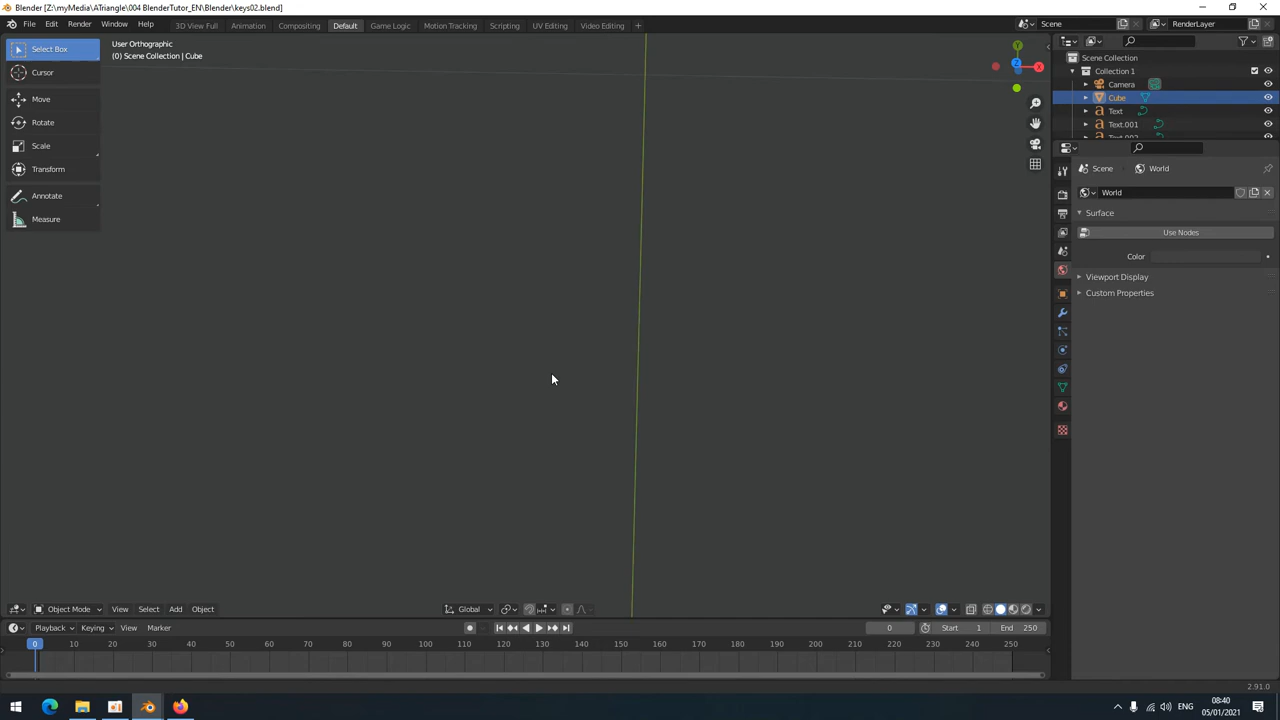 Blender [Z:\myMedia\ATriangle\004 BlenderTutor_EN\Blender\keys02.blend]
File Edit Render Window Help 3D View Full Animation Compositing Default Game Logic Motion Tracking Scripting UV Editing Video Editing + Scene RenderLayer
User Orthographic
(0) Scene Collection | Cube
Select Box
Cursor
Move
Rotate
Scale
Transform
Annotate
Measure
Y
Z
X
Scene Collection
Collection 1
Camera
Cube
Text
Text.001
Text.002
Scene World
World
Surface
Use Nodes
Color
Viewport Display
Custom Properties
Object Mode View Select Add Object Global
Playback Keying View Marker 0 Start 1 End 250
0 10 20 30 40 50 60 70 80 90 100 110 120 130 140 150 160 170 180 190 200 210 220 230 240 250
2.91.0
ENG
08:40
05/01/2021